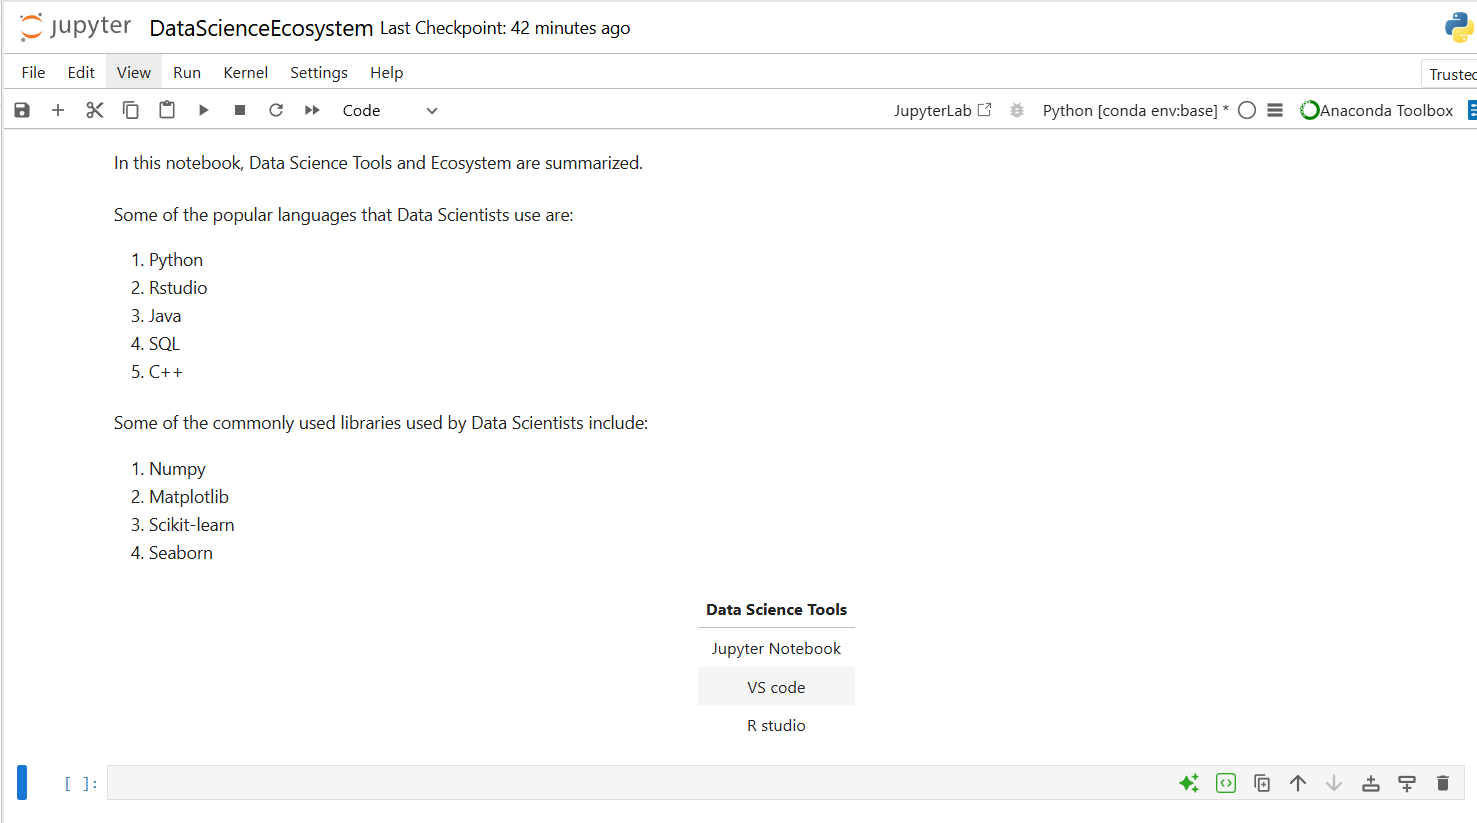 jupyter DataScienceEcosystem Last Checkpoint: 42 minutes ago
File Edit View Run Kernel Settings Help
Trusted
Code
JupyterLab
Python [conda env:base] *
Anaconda Toolbox
In this notebook, Data Science Tools and Ecosystem are summarized.
Some of the popular languages that Data Scientists use are:
1. Python
2. Rstudio
3. Java
4. SQL
5. C++
Some of the commonly used libraries used by Data Scientists include:
1. Numpy
2. Matplotlib
3. Scikit-learn
4. Seaborn
Data Science Tools
Jupyter Notebook
VS code
R studio
[ ]: